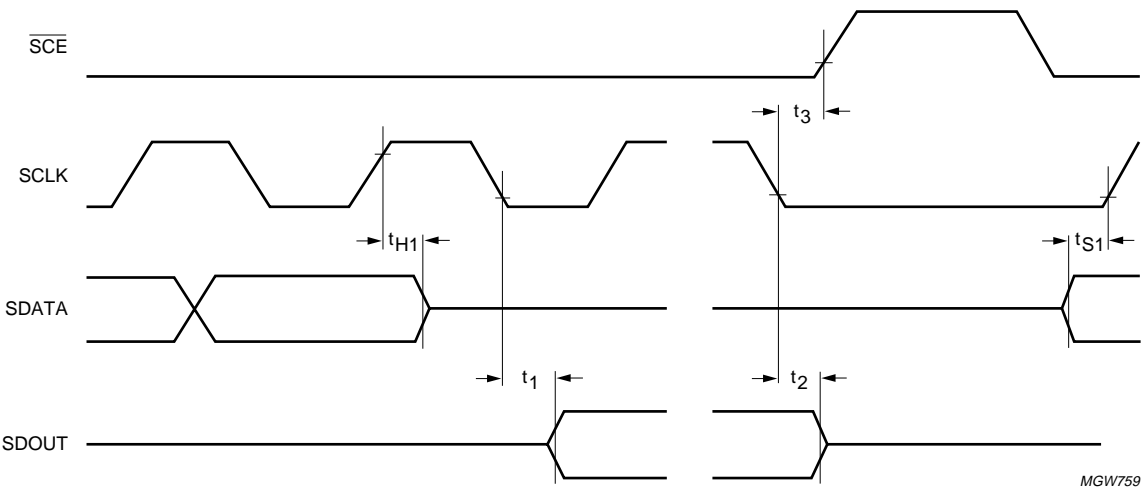 SCE
t3
SCLK
tH1
tS1
SDATA
t1
t2
SDOUT
MGW759